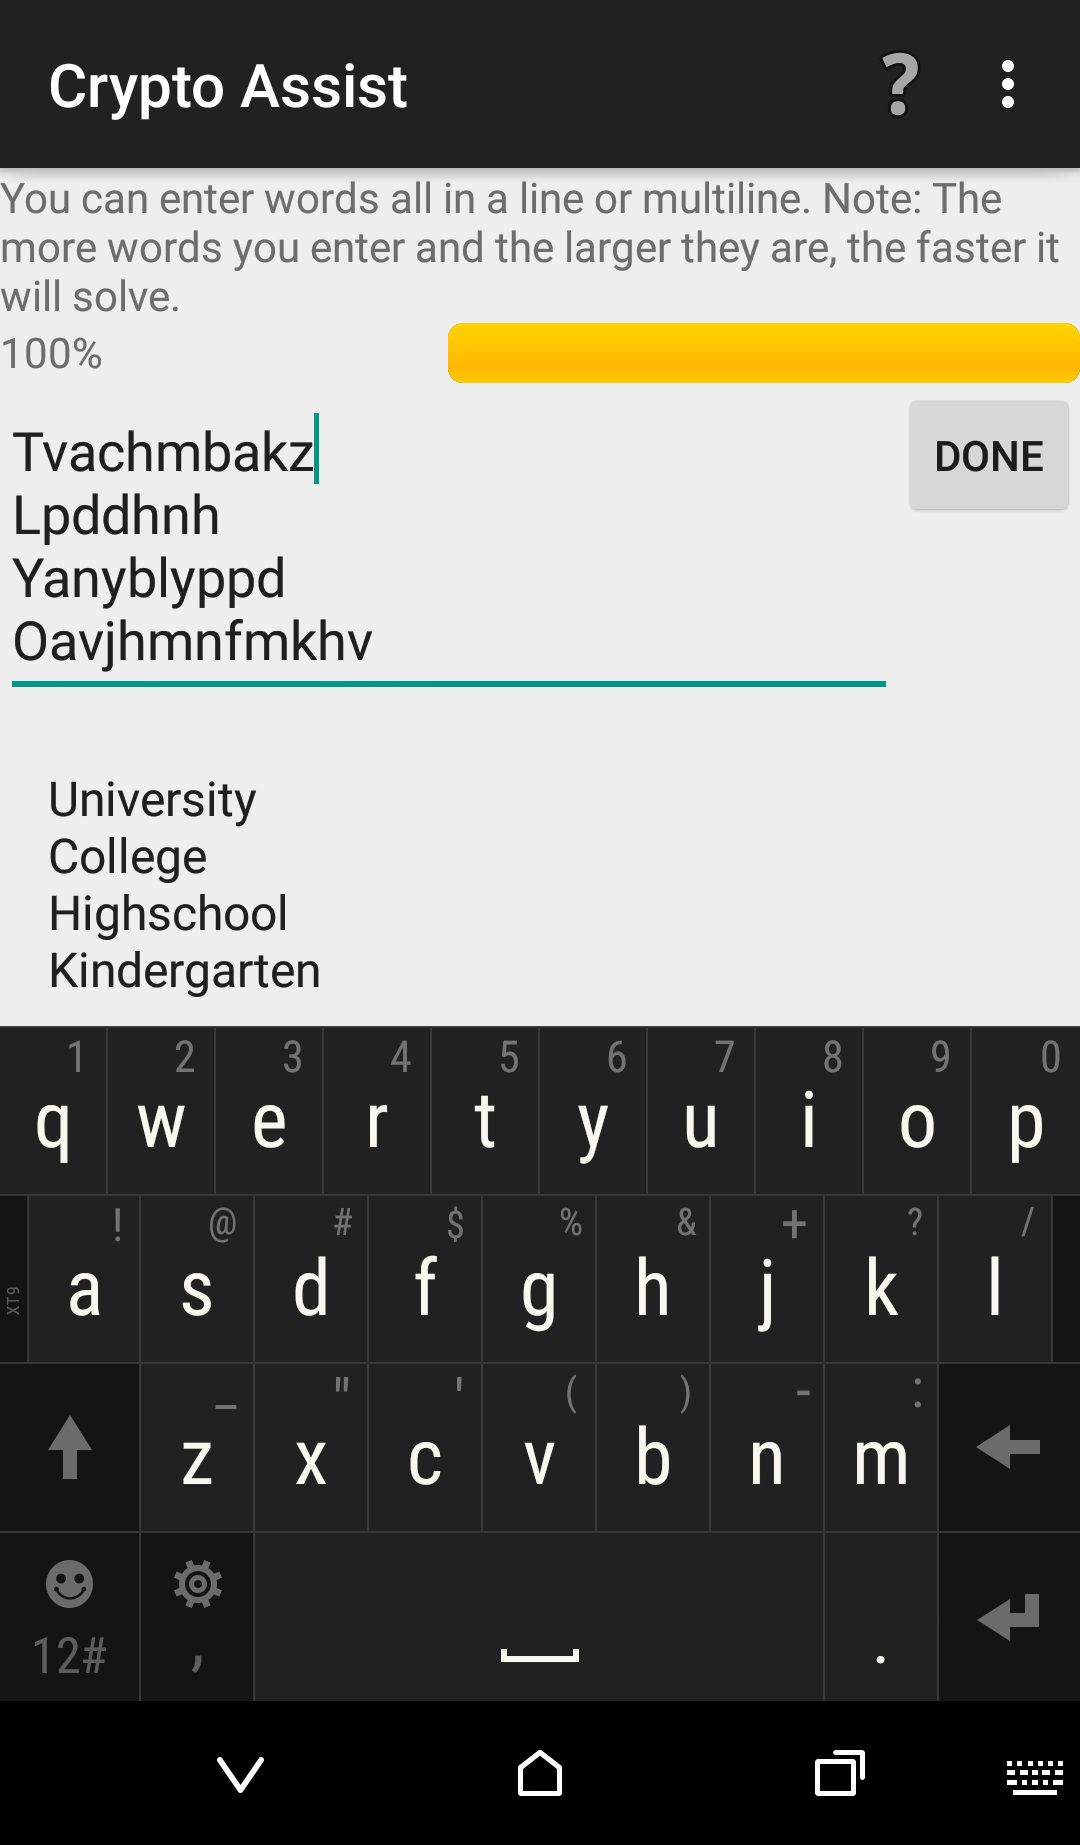 Crypto Assist ?
You can enter words all in a line or multiline. Note: The
more words you enter and the larger they are, the faster it
will solve.
100%
Tvachmbakz
DONE
Lpddhnh
Yanyblyppd
Oavjhmnfmkhv
University
College
Highschool
Kindergarten
1 2 3 4 5 6 7 8 9 0
q w e r t y u i o p
! @ # $ % & + ? /
XT9 a s d f g h j k l
_ " ' ( ) - :
z x c v b n m
12# , .